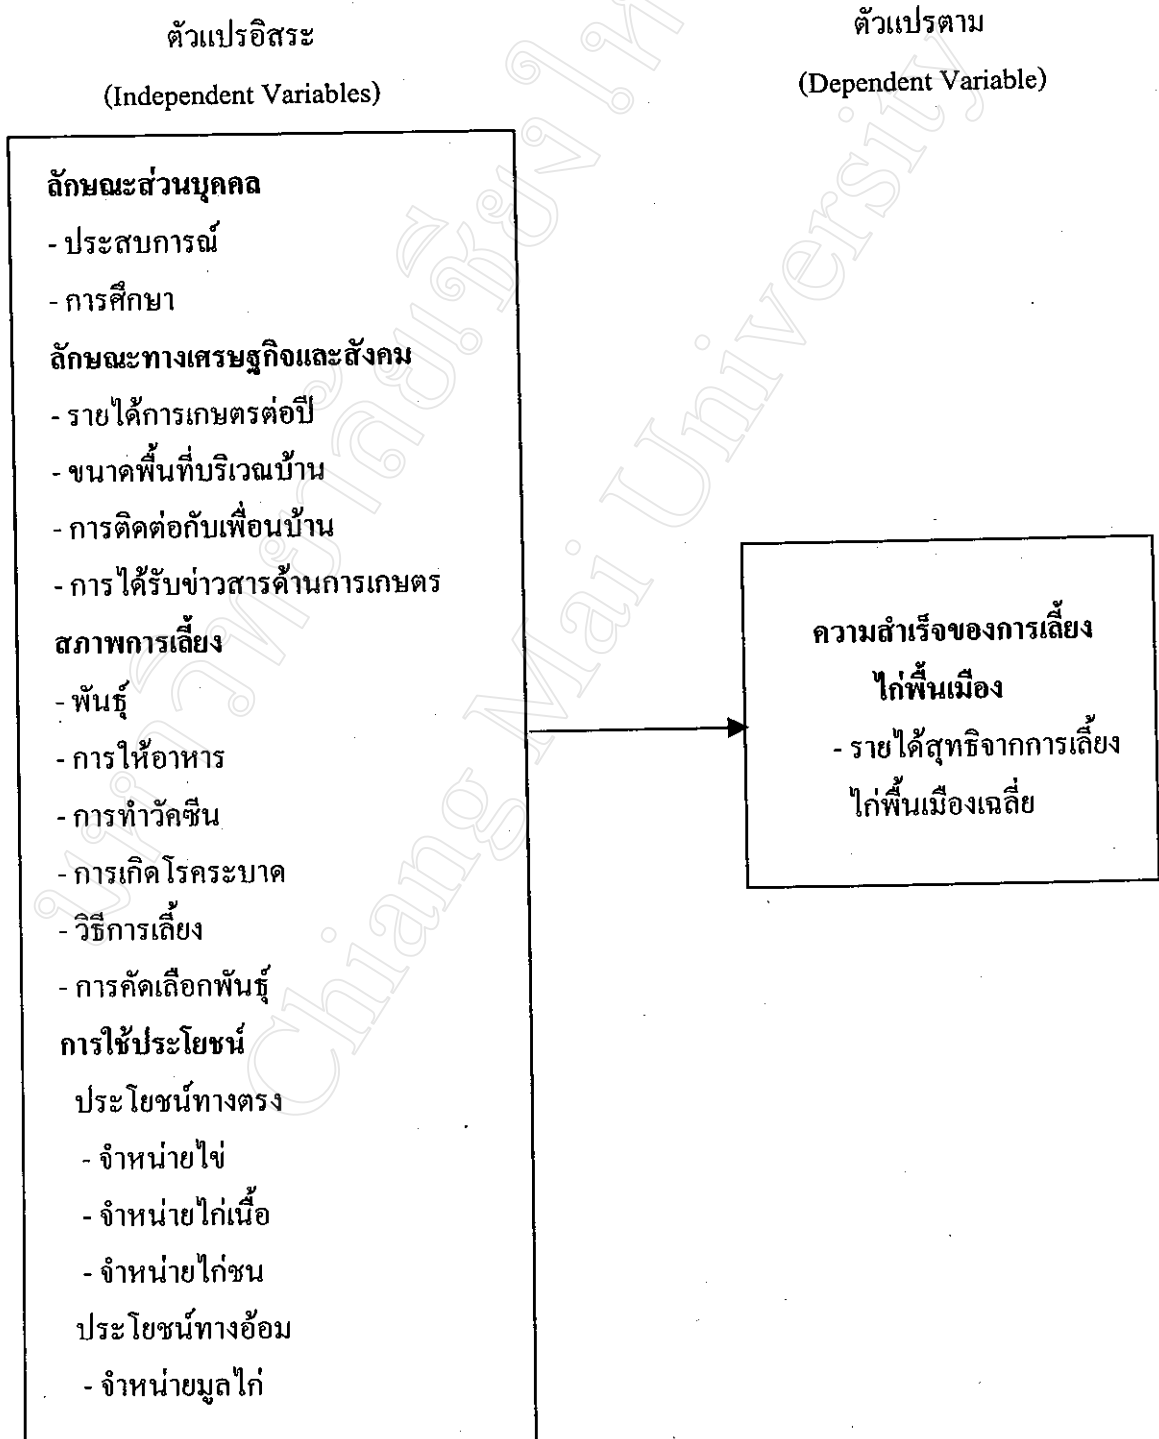 ตัวแปรอิสระ
(Independent Variables)
ลักษณะส่วนบุคคล
- ประสบการณ์
- การศึกษา
ลักษณะทางเศรษฐกิจและสังคม
- รายได้การเกษตรต่อปี
- ขนาดพื้นที่บริเวณบ้าน
- การติดต่อกับเพื่อนบ้าน
- การได้รับข่าวสารด้านการเกษตร
สภาพการเลี้ยง
- พันธุ์
- การให้อาหาร
- การทำวัคซีน
- การเกิดโรคระบาด
- วิธีการเลี้ยง
- การคัดเลือกพันธุ์
การใช้ประโยชน์
ประโยชน์ทางตรง
- จำหน่ายไข่
- จำหน่ายไก่เนื้อ
- จำหน่ายไก่ชน
ประโยชน์ทางอ้อม
- จำหน่ายมูลไก่
ตัวแปรตาม
(Dependent Variable)
ความสำเร็จของการเลี้ยง
ไก่พื้นเมือง
- รายได้สุทธิจากการเลี้ยง
ไก่พื้นเมืองเฉลี่ย
Chiang Mai University